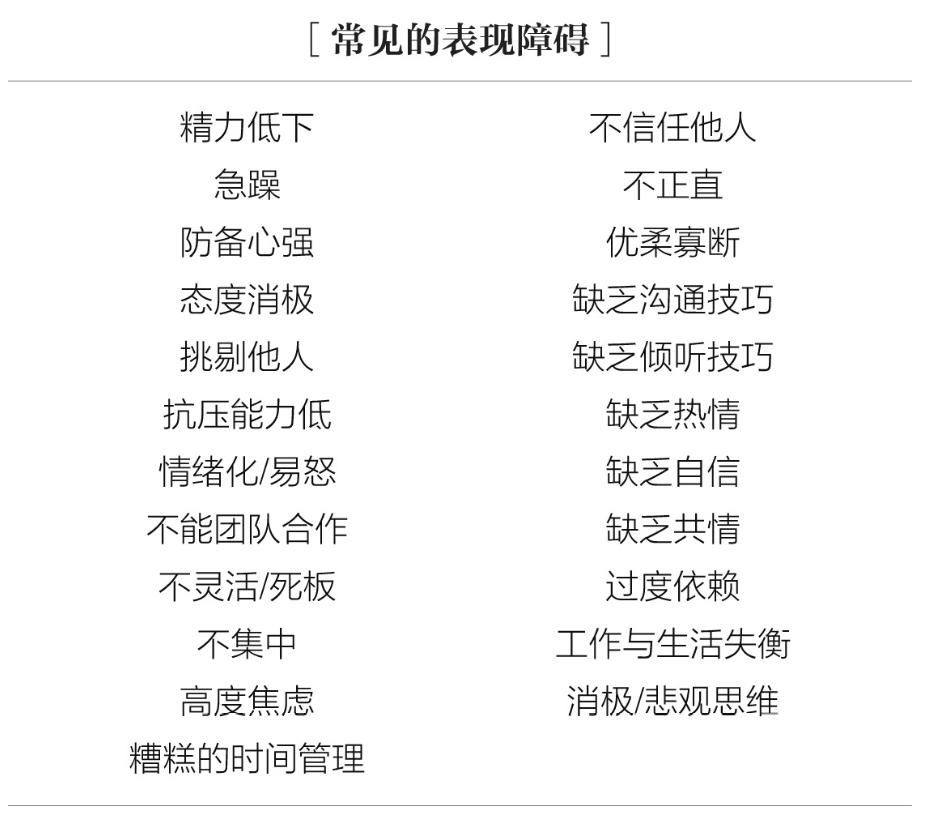 [常见的表现障碍]
精力低下
急躁
防备心强
态度消极
挑剔他人
抗压能力低
情绪化/易怒
不能团队合作
不灵活/死板
不集中
高度焦虑
糟糕的时间管理
不信任他人
不正直
优柔寡断
缺乏沟通技巧
缺乏倾听技巧
缺乏热情
缺乏自信
缺乏共情
过度依赖
工作与生活失衡
消极/悲观思维